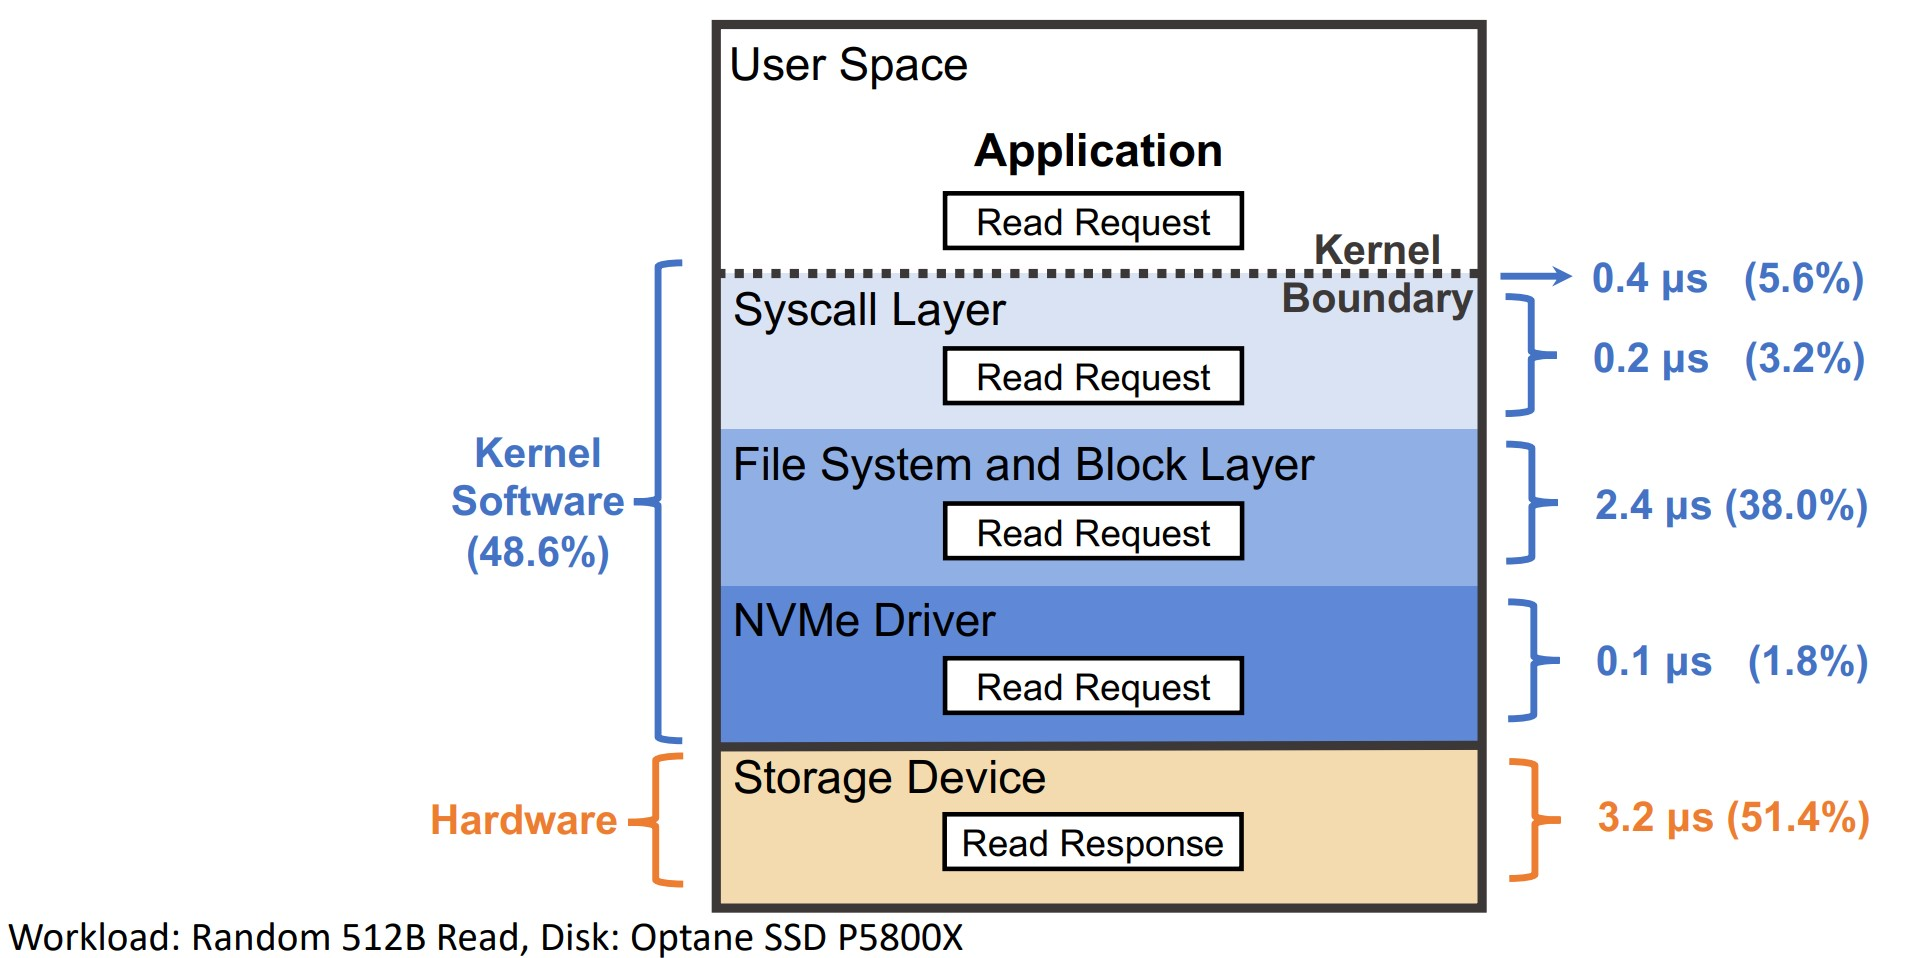 User Space
Application
Read Request
Kernel
Boundary
0.4 µs (5.6%)
Syscall Layer
Read Request
0.2 µs (3.2%)
Kernel
Software
(48.6%)
File System and Block Layer
Read Request
2.4 µs (38.0%)
NVMe Driver
Read Request
0.1 µs (1.8%)
Hardware
Storage Device
Read Response
3.2 µs (51.4%)
Workload: Random 512B Read, Disk: Optane SSD P5800X